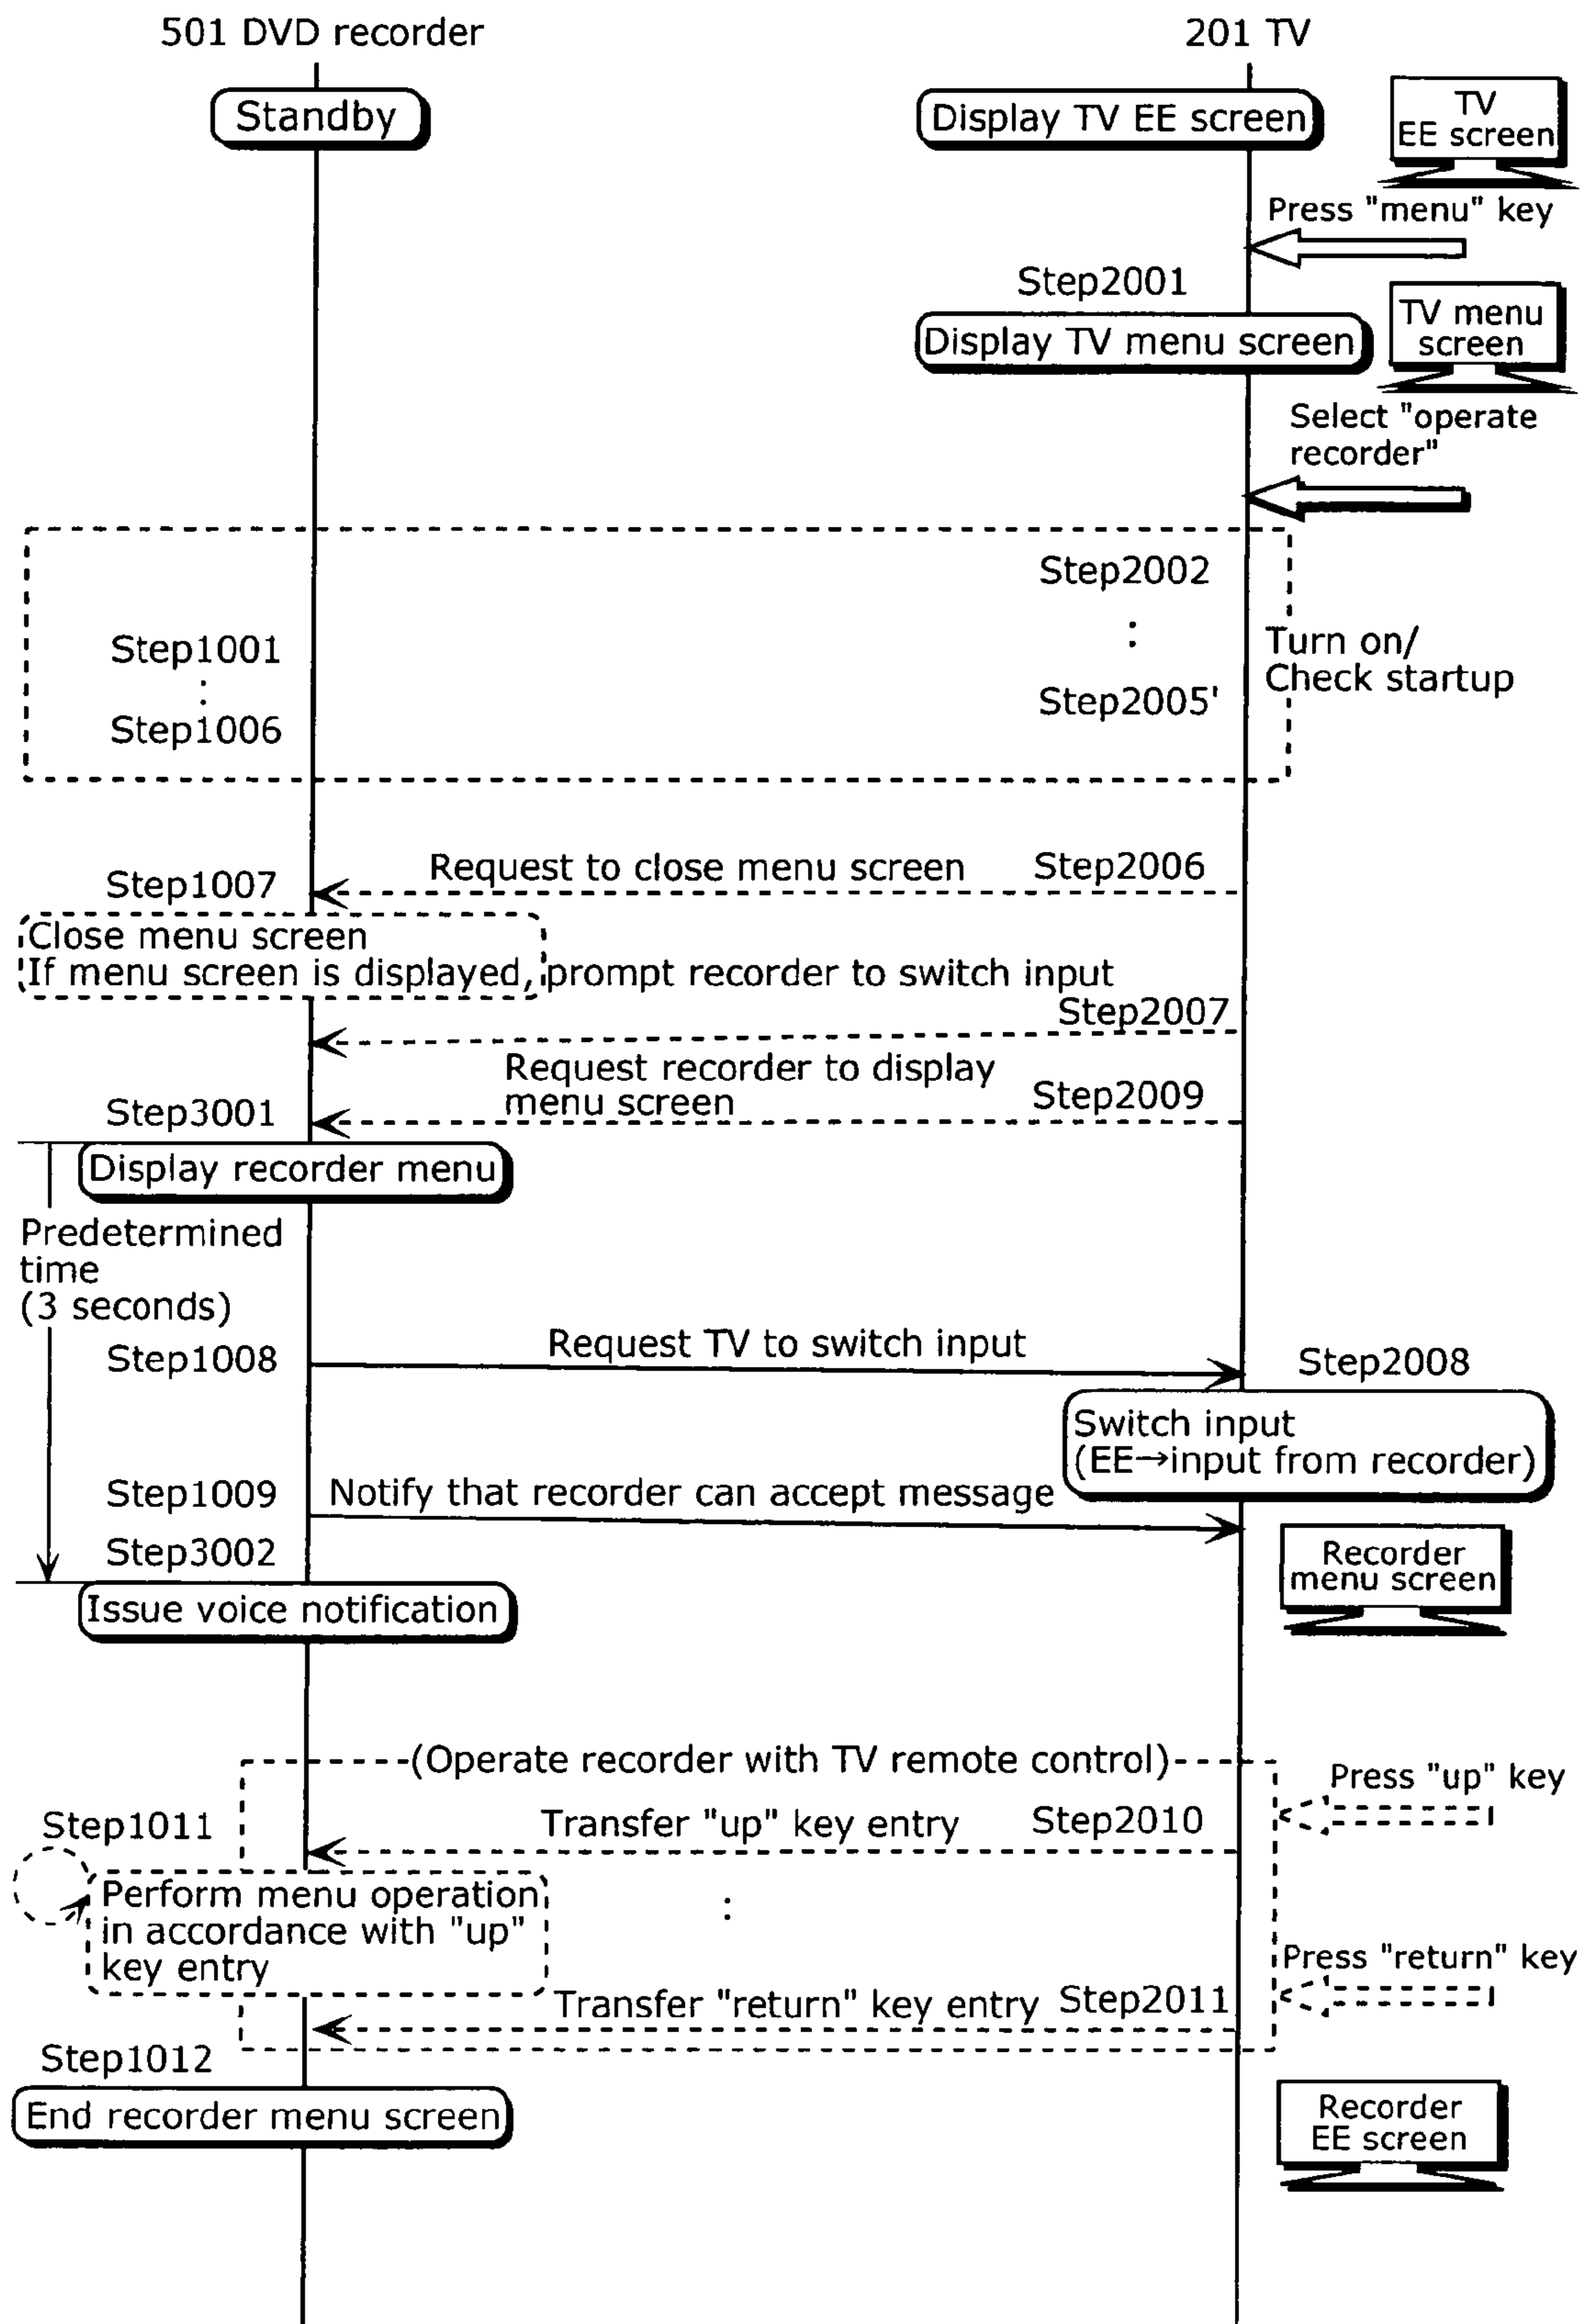 501 DVD recorder
201 TV
Standby
Display TV EE screen
TV
EE screen
Press "menu" key
Step2001
Display TV menu screen
TV menu
screen
Select "operate
recorder"
Step2002
:
Step2005'
Step1001
:
Step1006
Turn on/
Check startup
Request to close menu screen
Step2006
Step1007
Close menu screen
If menu screen is displayed, prompt recorder to switch input
Step2007
Request recorder to display
menu screen
Step2009
Step3001
Display recorder menu
Predetermined
time
(3 seconds)
Request TV to switch input
Step1008
Step2008
Switch input
(EE→input from recorder)
Step1009
Notify that recorder can accept message
Step3002
Recorder
menu screen
Issue voice notification
(Operate recorder with TV remote control)
Press "up" key
Step1011
Transfer "up" key entry
Step2010
Perform menu operation
in accordance with "up"
key entry
:
Press "return" key
Transfer "return" key entry
Step2011
Step1012
End recorder menu screen
Recorder
EE screen